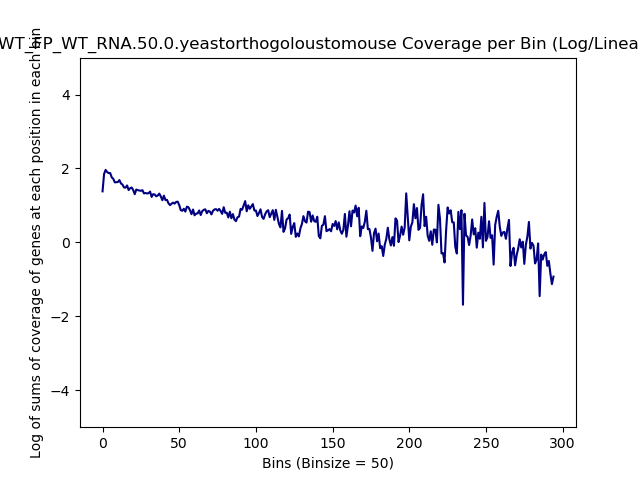 WT_FP_WT_RNA.50.0.yeastorthogoloustomouse Coverage per Bin (Log/Linea
Log of sums of coverage of genes at each position in each bin
4
2
0
−2
−4
0 50 100 150 200 250 300
Bins (Binsize = 50)